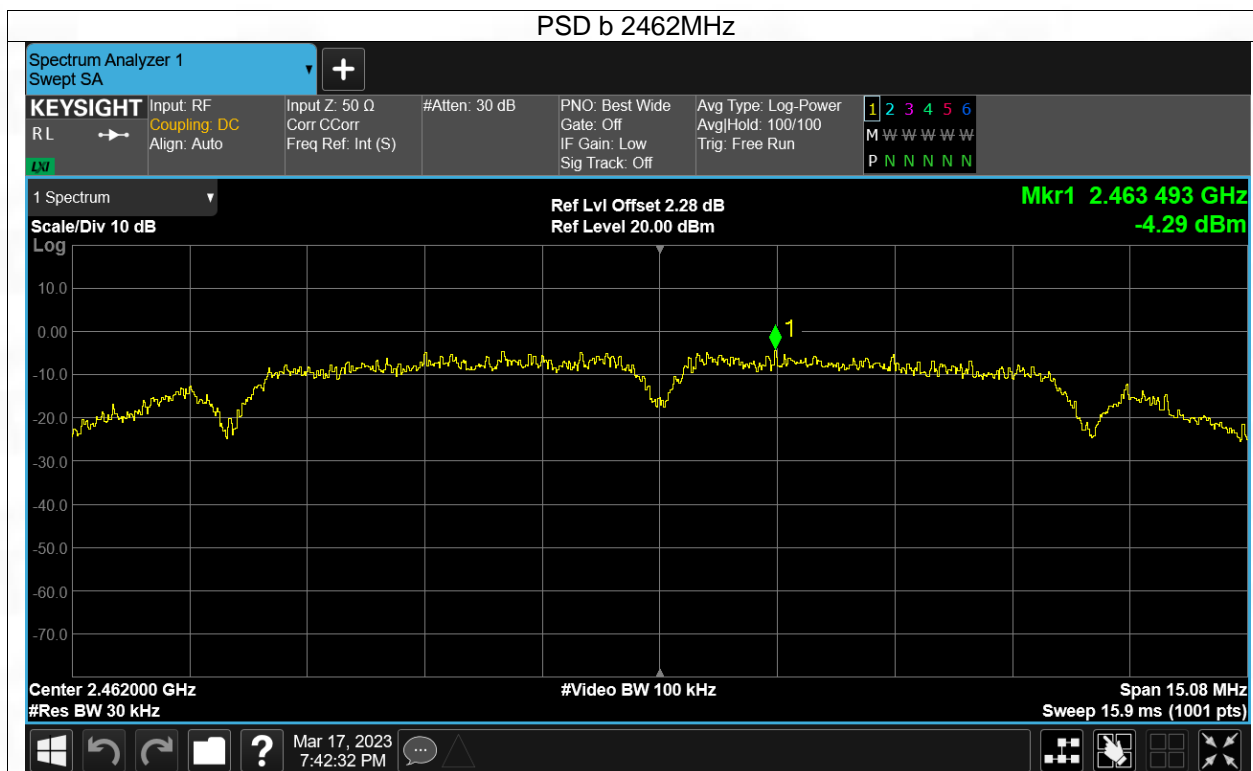 PSD b 2462MHz
Spectrum Analyzer 1
Swept SA
KEYSIGHT
R L
LXI
Input: RF
Coupling: DC
Align: Auto
Input Z: 50 Ω
Corr CCorr
Freq Ref: Int (S)
#Atten: 30 dB
PNO: Best Wide
Gate: Off
IF Gain: Low
Sig Track: Off
Avg Type: Log-Power
Avg|Hold: 100/100
Trig: Free Run
1 2 3 4 5 6
M W W W W W
P N N N N N
1 Spectrum
Scale/Div 10 dB
Log
Ref Lvl Offset 2.28 dB
Ref Level 20.00 dBm
Mkr1 2.463 493 GHz
-4.29 dBm
10.0
0.00
1
-10.0
-20.0
-30.0
-40.0
-50.0
-60.0
-70.0
Center 2.462000 GHz
#Res BW 30 kHz
#Video BW 100 kHz
Span 15.08 MHz
Sweep 15.9 ms (1001 pts)
?
Mar 17, 2023
7:42:32 PM